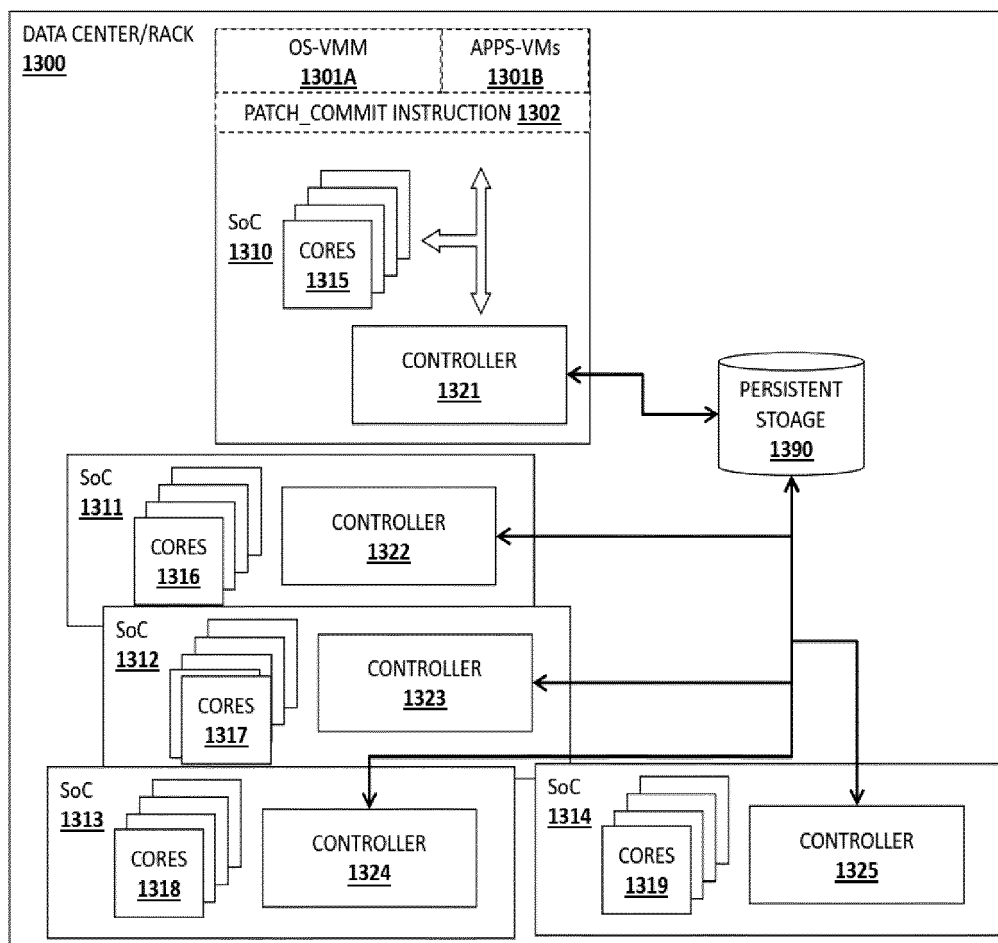 DATA CENTER/RACK
1300
OS-VMM
1301A
APPS-VMs
1301B
PATCH_COMMIT INSTRUCTION 1302
SoC
1310
CORES
1315
CONTROLLER
1321
PERSISTENT
STOAGE
1390
SoC
1311
CORES
1316
CONTROLLER
1322
SoC
1312
CORES
1317
CONTROLLER
1323
SoC
1313
CORES
1318
CONTROLLER
1324
SoC
1314
CORES
1319
CONTROLLER
1325